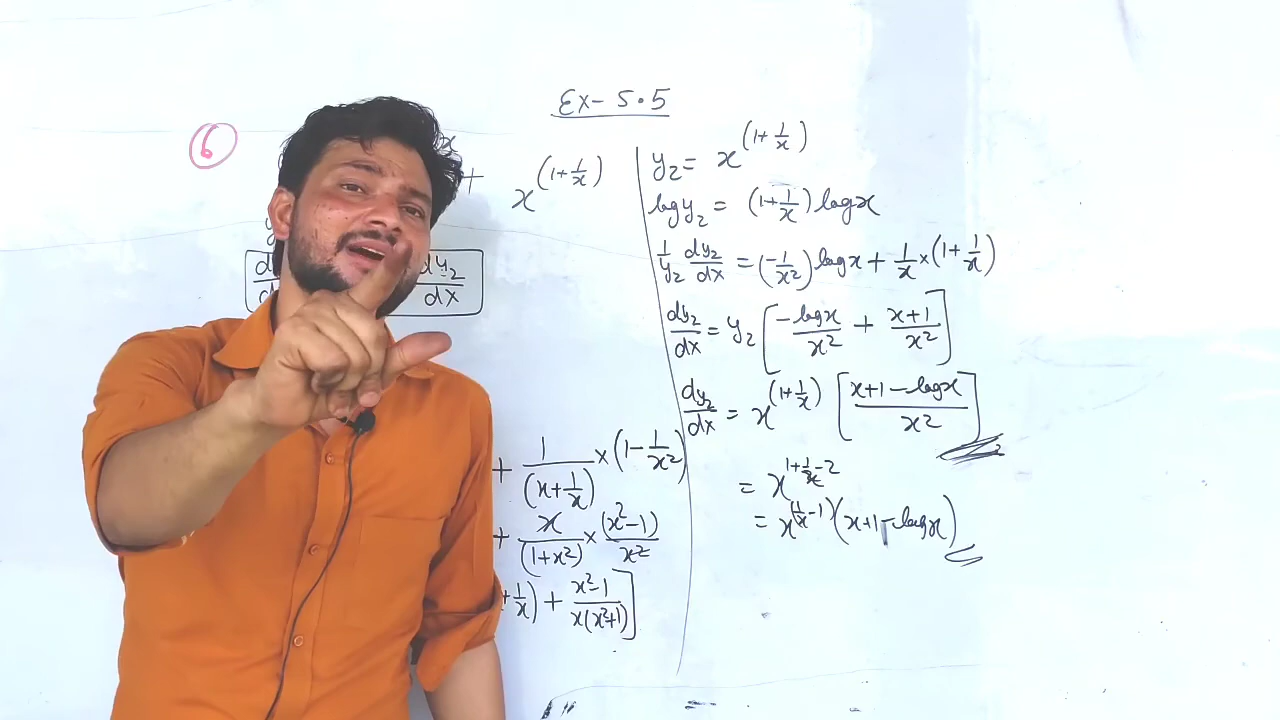 Ex - 5.5
6
x
+ x^(1+1/x)
dy₂/dx
+ 1/(x+1/x) × (1-1/x²)
+ x/(1+x²) × (x²-1)/x²
+1/x) + x²-1/x(x²+1)]
y₂ = x^(1+1/x)
log y₂ = (1+1/x) log x
1/y₂ dy₂/dx = (-1/x²) log x + 1/x × (1+1/x)
dy₂/dx = y₂ [-log x/x² + x+1/x²]
dy₂/dx = x^(1+1/x) [x+1-log x/x²]
= x^1+1/x-2
= x^(1/x-1) (x+1-log x)